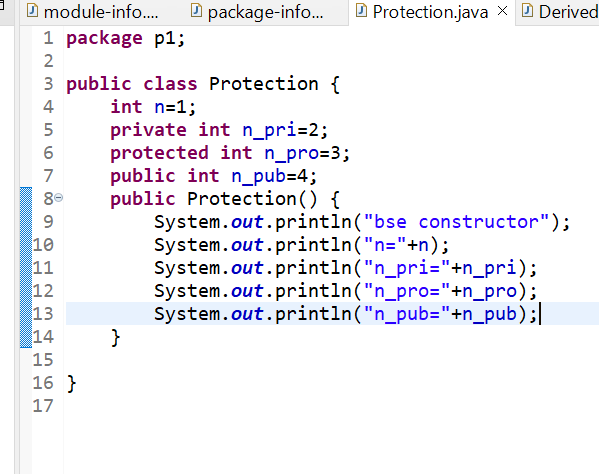 module-info.... package-info... Protection.java Derived
1 package p1;
2
3 public class Protection {
4 int n=1;
5 private int n_pri=2;
6 protected int n_pro=3;
7 public int n_pub=4;
8 public Protection() {
9 System.out.println("bse constructor");
10 System.out.println("n="+n);
11 System.out.println("n_pri="+n_pri);
12 System.out.println("n_pro="+n_pro);
13 System.out.println("n_pub="+n_pub);
14 }
15
16 }
17